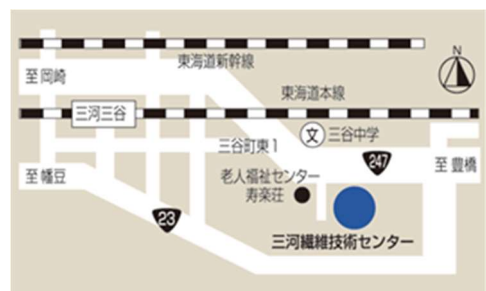 東海道新幹線
N
至岡崎
東海道本線
三河三谷
文 三谷中学
三谷町東1
247
至豊橋
至幡豆
老人福祉センター
寿楽荘
23
三河繊維技術センター